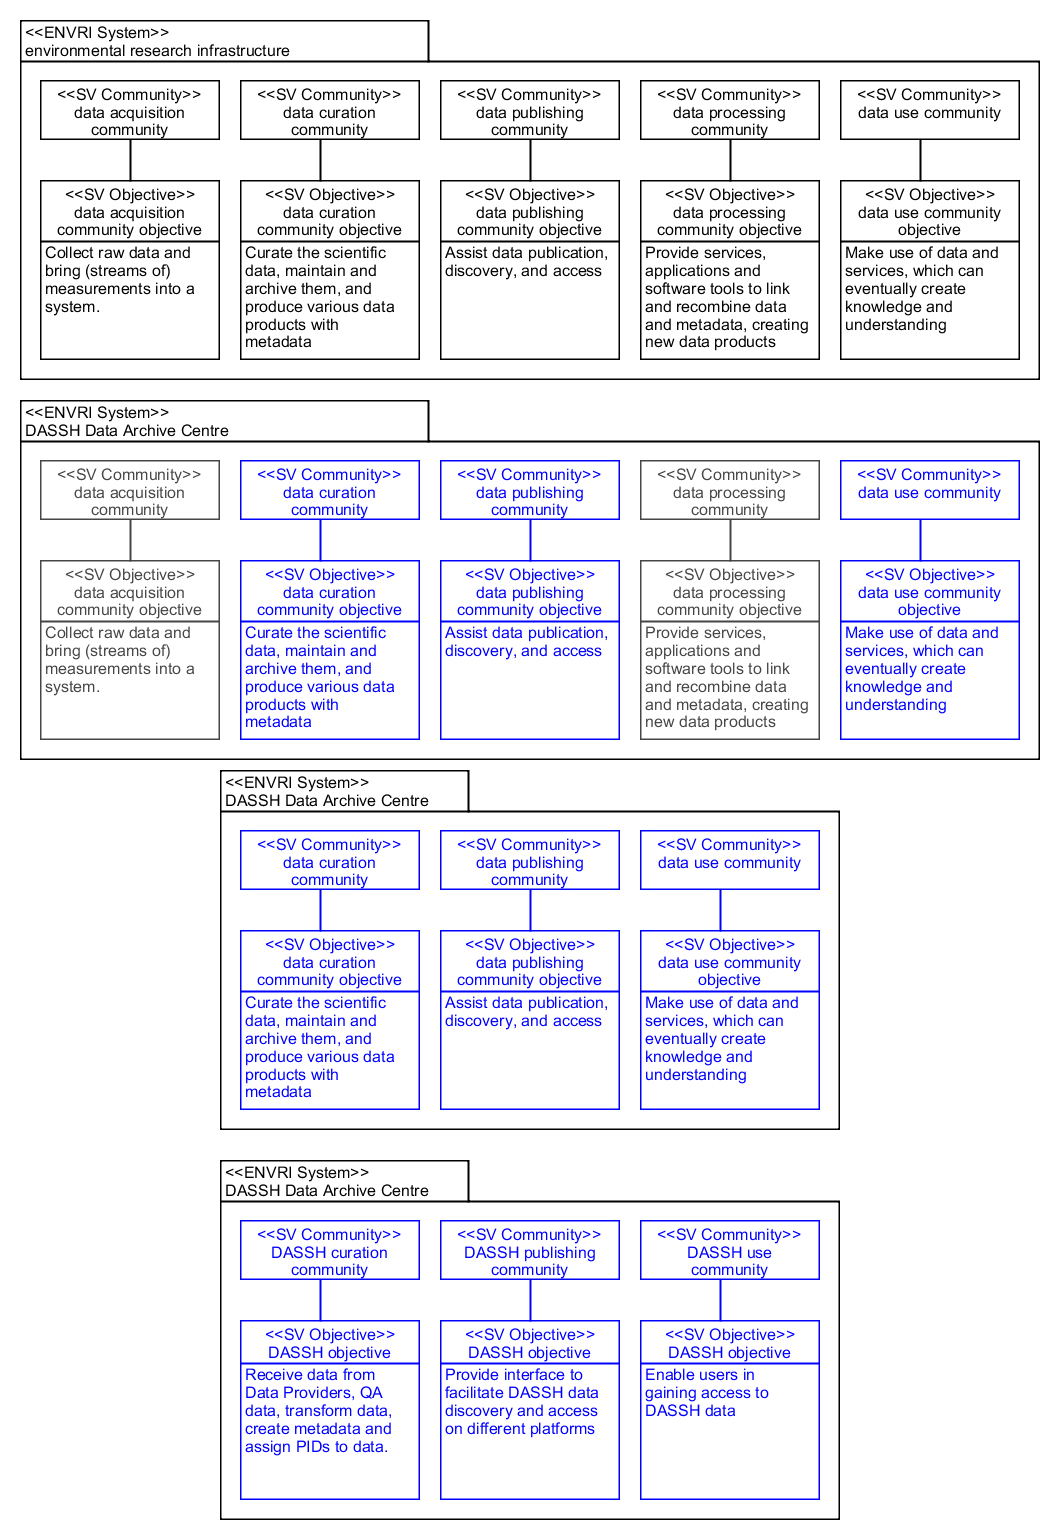 <<ENVRI System>>
environmental research infrastructure
<<SV Community>>
data acquisition
community
<<SV Community>>
data curation
community
<<SV Community>>
data publishing
community
<<SV Community>>
data processing
community
<<SV Community>>
data use community
<<SV Objective>>
data acquisition
community objective
Collect raw data and
bring (streams of)
measurements into a
system.
<<SV Objective>>
data curation
community objective
Curate the scientific
data, maintain and
archive them, and
produce various data
products with
metadata
<<SV Objective>>
data publishing
community objective
Assist data publication,
discovery, and access
<<SV Objective>>
data processing
community objective
Provide services,
applications and
software tools to link
and recombine data
and metadata, creating
new data products
<<SV Objective>>
data use community
objective
Make use of data and
services, which can
eventually create
knowledge and
understanding
<<ENVRI System>>
DASSH Data Archive Centre
<<SV Community>>
data acquisition
community
<<SV Community>>
data curation
community
<<SV Community>>
data publishing
community
<<SV Community>>
data processing
community
<<SV Community>>
data use community
<<SV Objective>>
data acquisition
community objective
Collect raw data and
bring (streams of)
measurements into a
system.
<<SV Objective>>
data curation
community objective
Curate the scientific
data, maintain and
archive them, and
produce various data
products with
metadata
<<SV Objective>>
data publishing
community objective
Assist data publication,
discovery, and access
<<SV Objective>>
data processing
community objective
Provide services,
applications and
software tools to link
and recombine data
and metadata, creating
new data products
<<SV Objective>>
data use community
objective
Make use of data and
services, which can
eventually create
knowledge and
understanding
<<ENVRI System>>
DASSH Data Archive Centre
<<SV Community>>
data curation
community
<<SV Community>>
data publishing
community
<<SV Community>>
data use community
<<SV Objective>>
data curation
community objective
Curate the scientific
data, maintain and
archive them, and
produce various data
products with
metadata
<<SV Objective>>
data publishing
community objective
Assist data publication,
discovery, and access
<<SV Objective>>
data use community
objective
Make use of data and
services, which can
eventually create
knowledge and
understanding
<<ENVRI System>>
DASSH Data Archive Centre
<<SV Community>>
DASSH curation
community
<<SV Community>>
DASSH publishing
community
<<SV Community>>
DASSH use
community
<<SV Objective>>
DASSH objective
Receive data from
Data Providers, QA
data, transform data,
create metadata and
assign PIDs to data.
<<SV Objective>>
DASSH objective
Provide interface to
facilitate DASSH data
discovery and access
on different platforms
<<SV Objective>>
DASSH objective
Enable users in
gaining access to
DASSH data